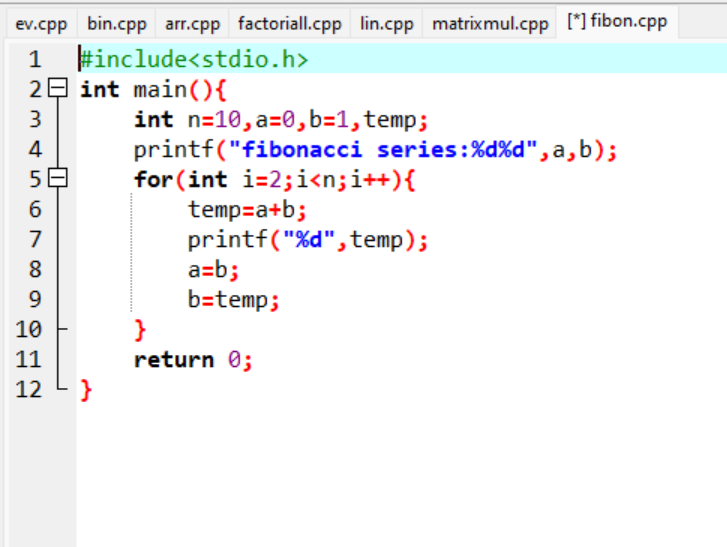 ev.cpp bin.cpp arr.cpp factoriall.cpp lin.cpp matrixmul.cpp [*] fibon.cpp
1 #include<stdio.h>
2 int main(){
3 int n=10,a=0,b=1,temp;
4 printf("fibonacci series:%d%d",a,b);
5 for(int i=2;i<n;i++){
6 temp=a+b;
7 printf("%d",temp);
8 a=b;
9 b=temp;
10 }
11 return 0;
12 }